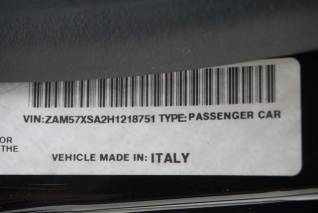 VIN:ZAM57XSA2H1218751 TYPE:PASSENGER CAR
OR
THE
VEHICLE MADE IN: ITALY